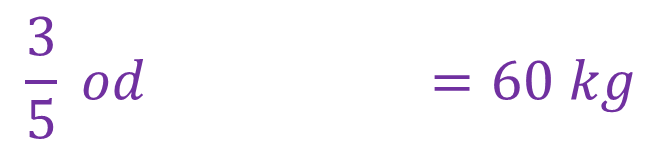 3/5 od = 60 kg